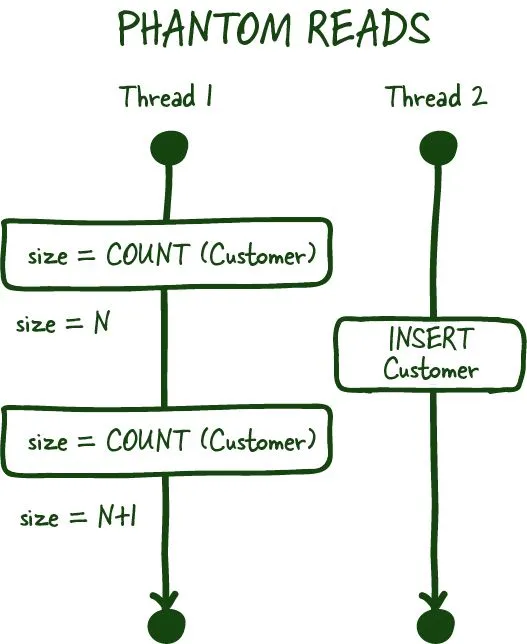 PHANTOM READS
Thread 1
Thread 2
size = COUNT (Customer)
size = N
INSERT
Customer
size = COUNT (Customer)
size = N+1